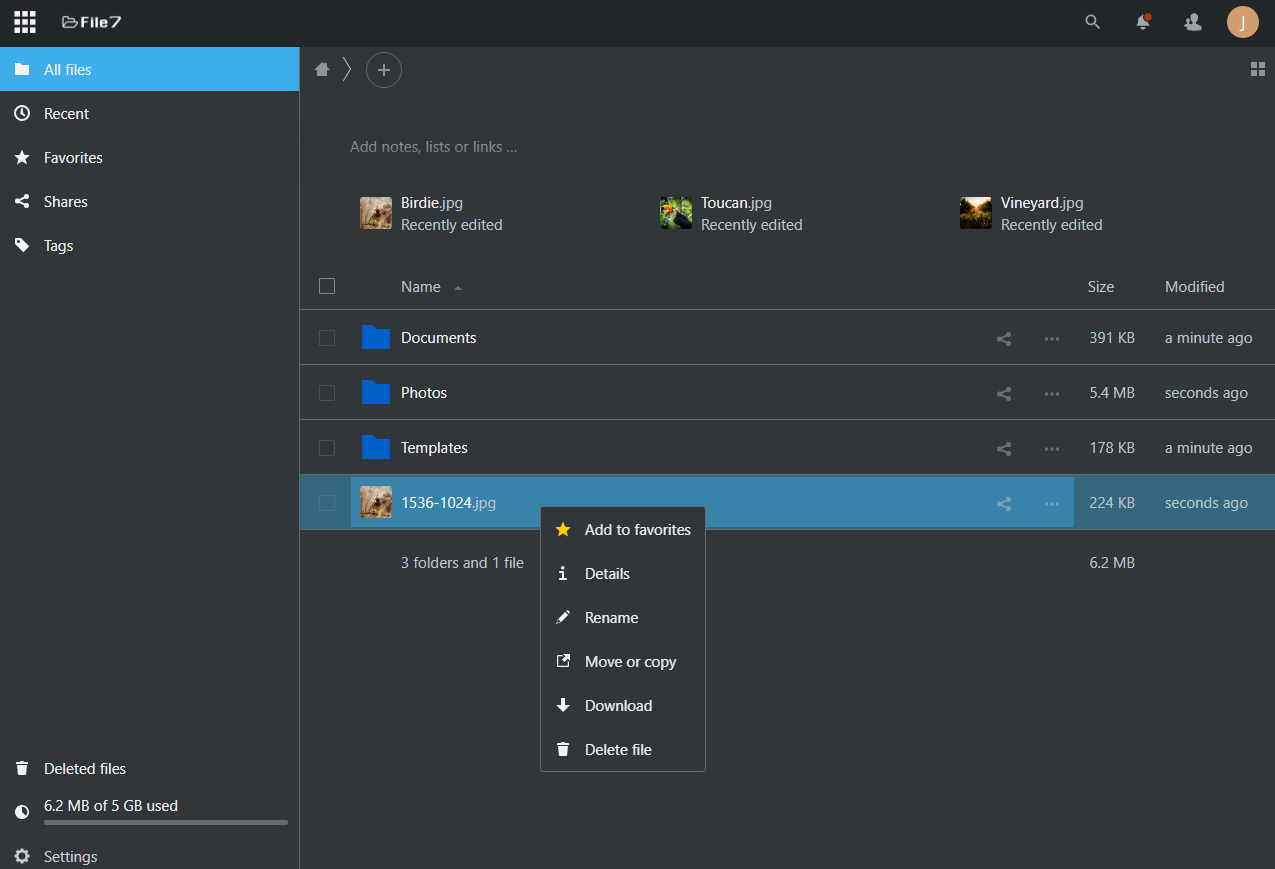 File7
J
All files
Recent
Favorites
Shares
Tags
Add notes, lists or links ...
Birdie.jpg
Recently edited
Toucan.jpg
Recently edited
Vineyard.jpg
Recently edited
Name Size Modified
Documents 391 KB a minute ago
Photos 5.4 MB seconds ago
Templates 178 KB a minute ago
1536-1024.jpg 224 KB seconds ago
3 folders and 1 file 6.2 MB
Add to favorites
Details
Rename
Move or copy
Download
Delete file
Deleted files
6.2 MB of 5 GB used
Settings